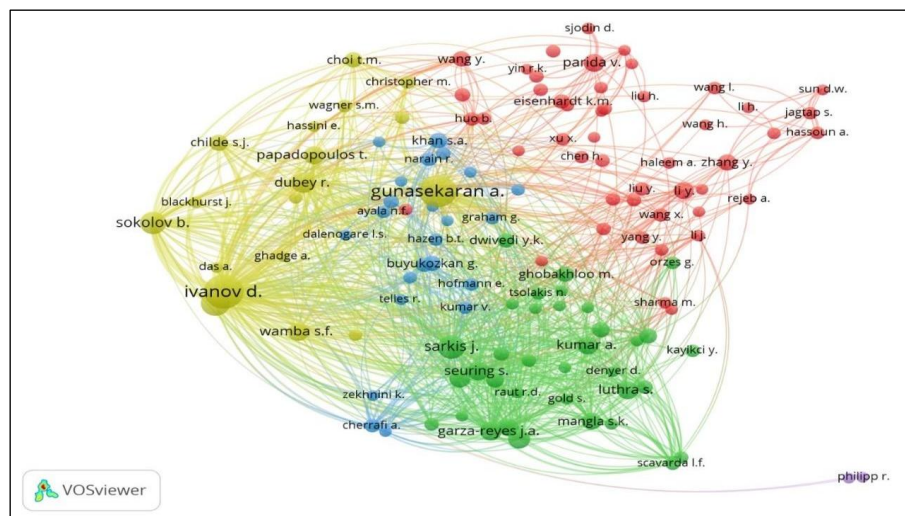 sjodin d.
choi t.m.
wang y.
yin r.k.
parida v.
christopher m.
liu h.
wang l.
sun d.w.
eisenhardt k.m.
wagner s.m.
huo b.
li h.
jagtap s.
hassini e.
wang h.
hassoun a.
childe s.j.
khan s.a.
xu x.
papadopoulos t.
narain r.
chen h.
haleem a.
zhang y.
dubey r.
gunasekaran a.
liu y.
li y.
blackhurst j.
rejeb a.
ayala n.f.
graham g.
wang x.
sokolov b.
dalenogare l.s.
hazen b.t.
dwivedi y.k.
yang y.
li j.
ghadge a.
das a.
buyukozkan g.
orzes g.
ghobakhloo m.
hofmann e.
ivanov d.
telles r.
kumar v.
tsolakis n.
sharma m.
wamba s.f.
sarkis j.
kumar a.
kayikci y.
seuring s.
denyer d.
zekhnini k.
raut r.d.
gold s.
luthra s.
cherrafi a.
garza-reyes j.a.
mangla s.k.
scavarda l.f.
philipp r.
VOSviewer